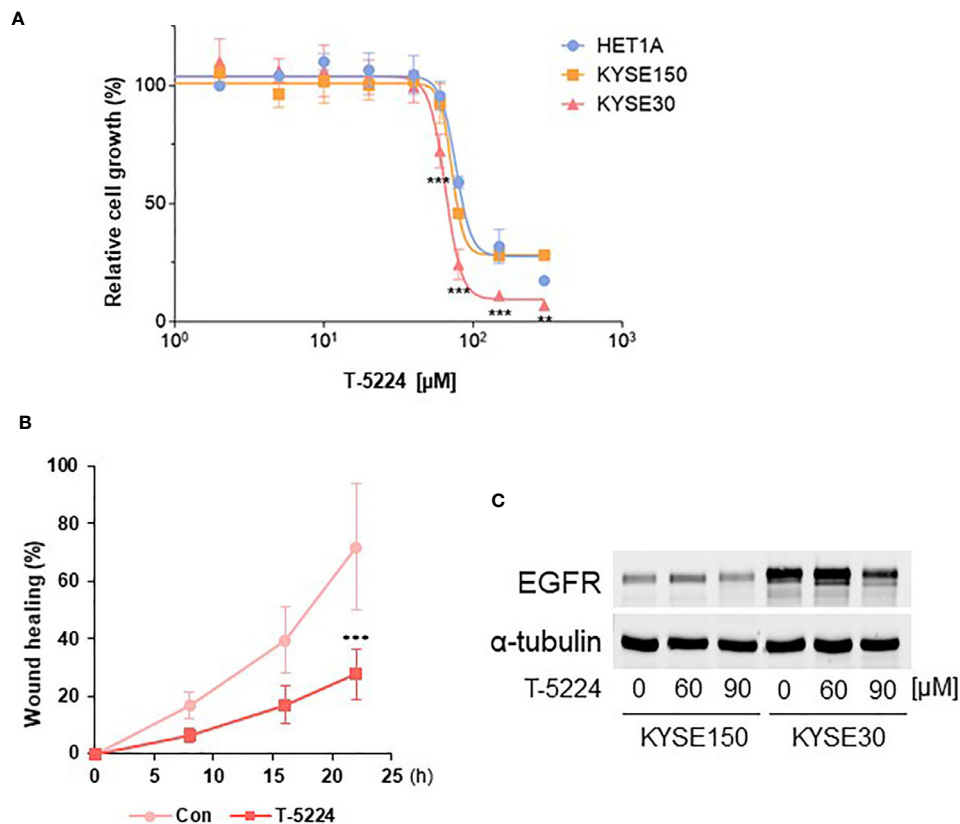 A
Relative cell growth (%)
100
50
0
10⁰
10¹
10²
10³
T-5224 [µM]
HET1A
KYSE150
KYSE30
***
***
***
**
B
Wound healing (%)
100
80
60
40
20
0
0 5 10 15 20 25 (h)
***
Con T-5224
C
EGFR
α-tubulin
T-5224 0 60 90 0 60 90 [µM]
KYSE150 KYSE30